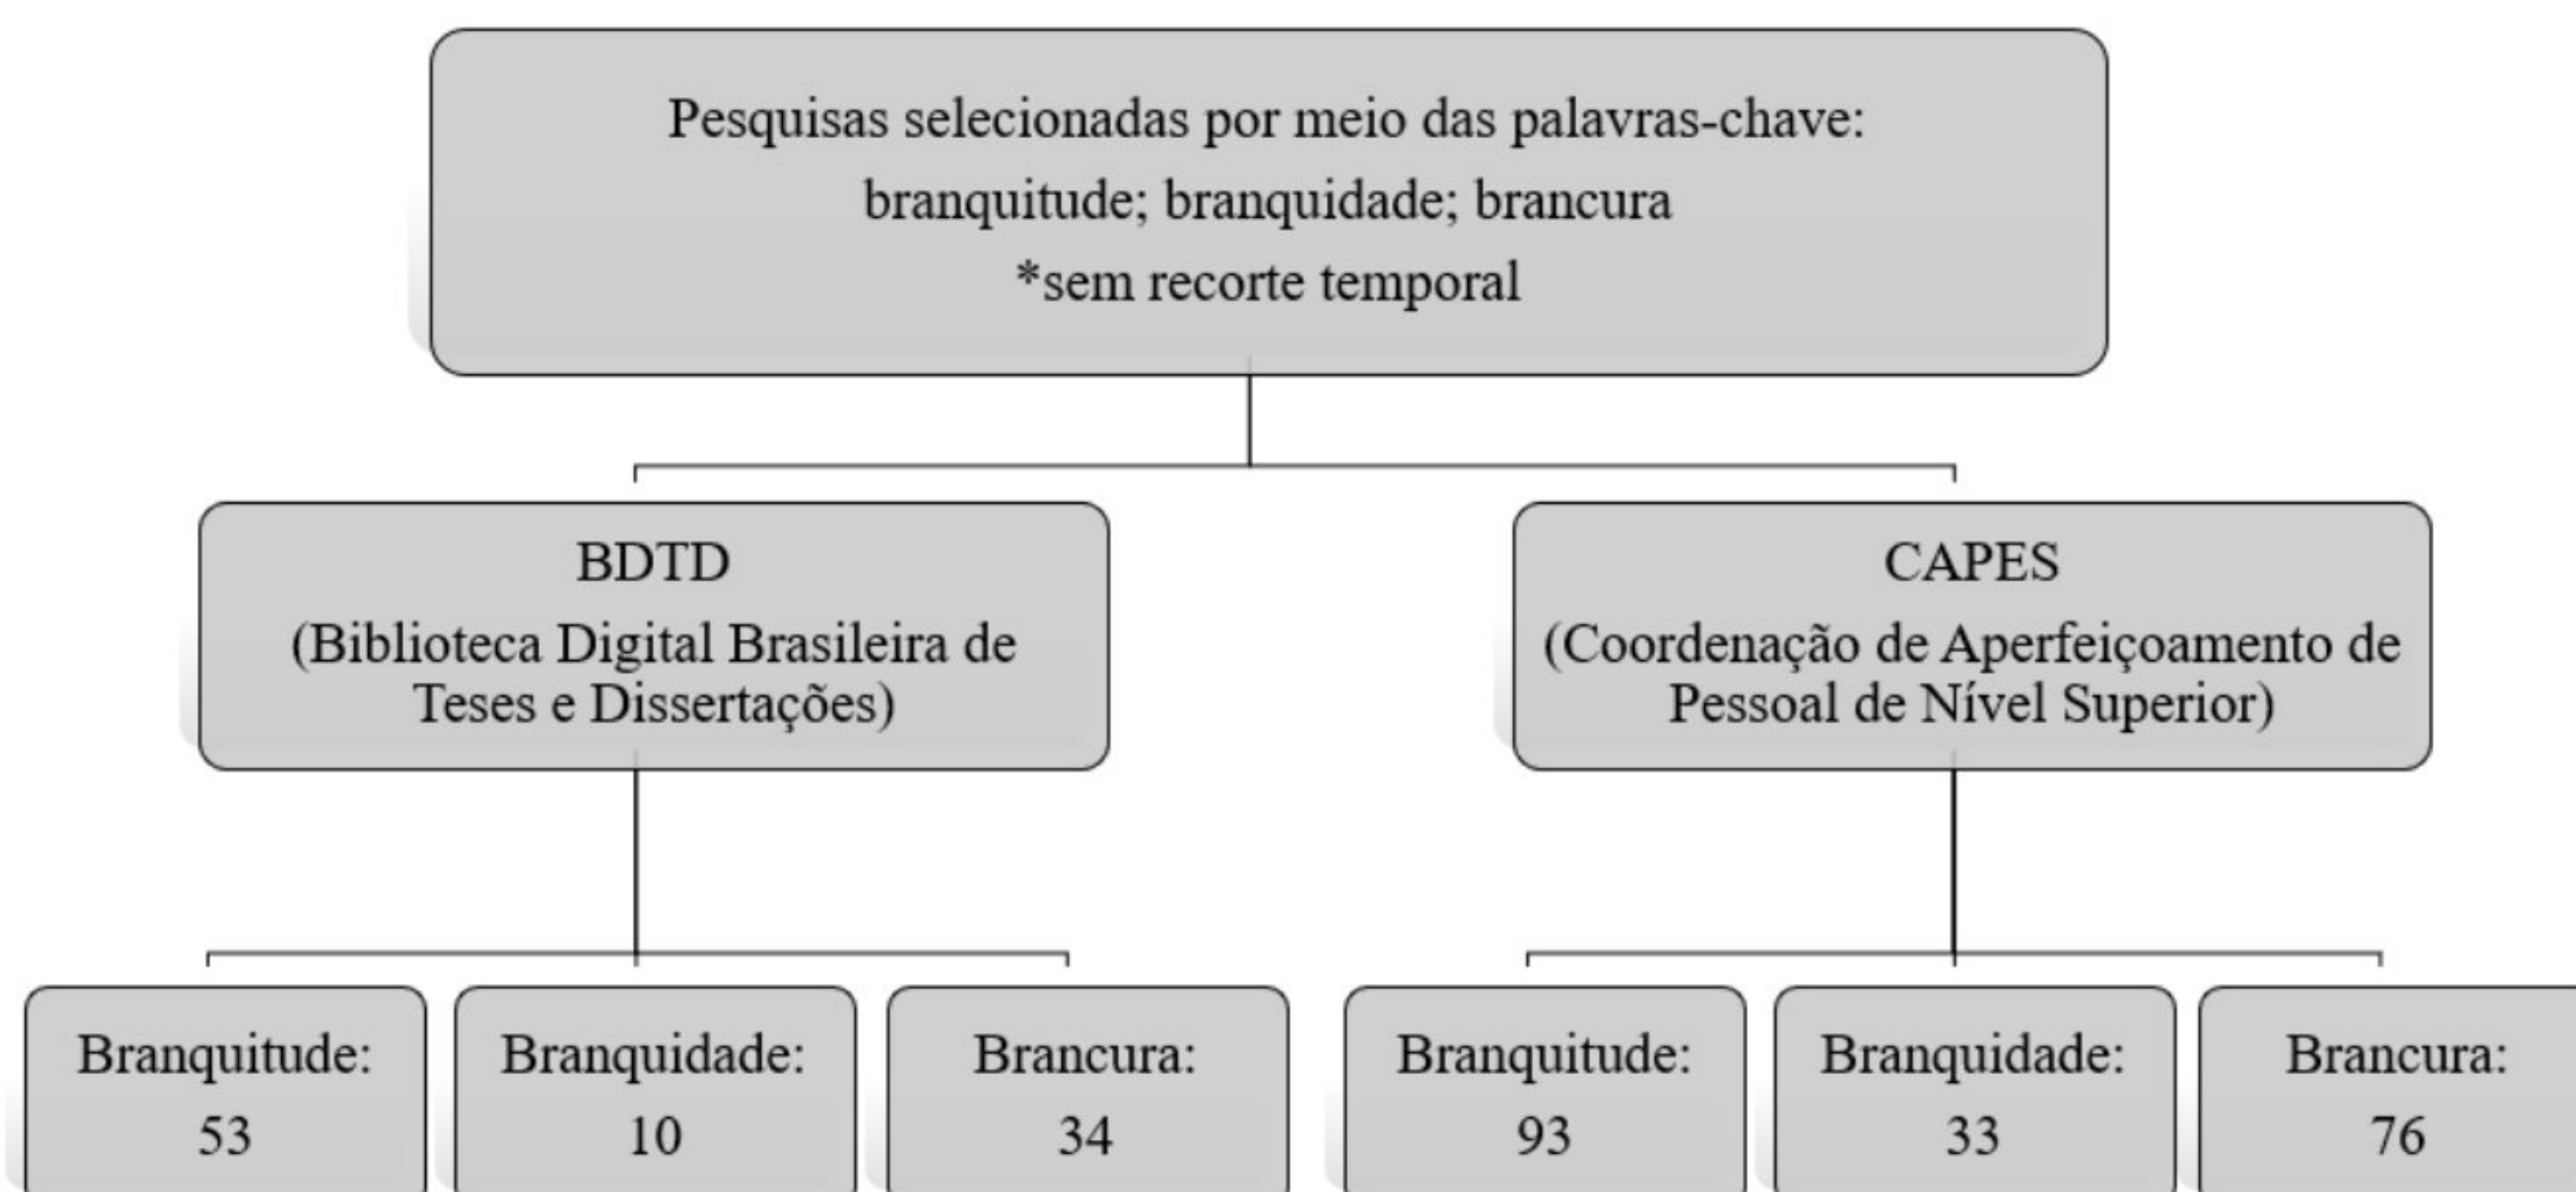 Pesquisas selecionadas por meio das palavras-chave:
branquitude; branquidade; brancura
*sem recorte temporal
BDTD
(Biblioteca Digital Brasileira de
Teses e Dissertações)
CAPES
(Coordenação de Aperfeiçoamento de
Pessoal de Nível Superior)
Branquitude:
53
Branquidade:
10
Brancura:
34
Branquitude:
93
Branquidade:
33
Brancura:
76